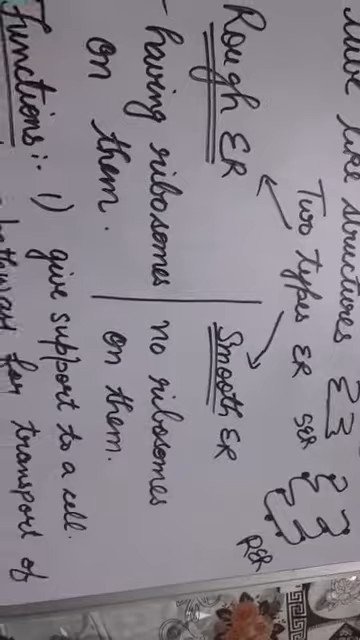 like structures
Two types ER
SER
RER
Rough ER
Smooth ER
- having ribosomes
on them.
No ribosomes
on them.
Functions:- 1) give support to a cell.
for transport of